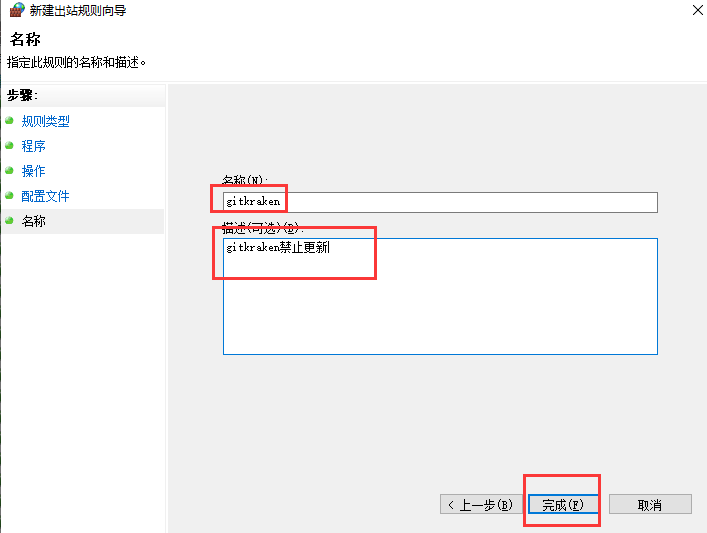 新建出站规则向导
名称
指定此规则的名称和描述。
步骤:
规则类型
程序
操作
配置文件
名称
名称(N):
gitkraken
描述(可选)(D):
gitkraken禁止更新
< 上一步(B)
完成(F)
取消